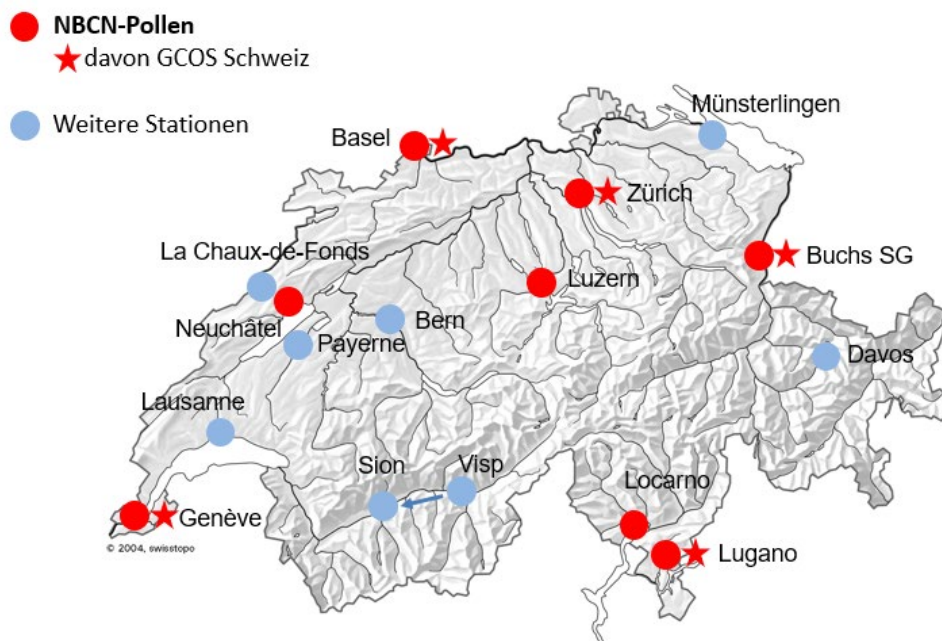 NBCN-Pollen
davon GCOS Schweiz
Weitere Stationen
Münsterlingen
Basel
Zürich
La Chaux-de-Fonds
Buchs SG
Luzern
Neuchâtel
Bern
Payerne
Davos
Lausanne
Sion
Visp
Locarno
Genève
© 2004, swisstopo
Lugano